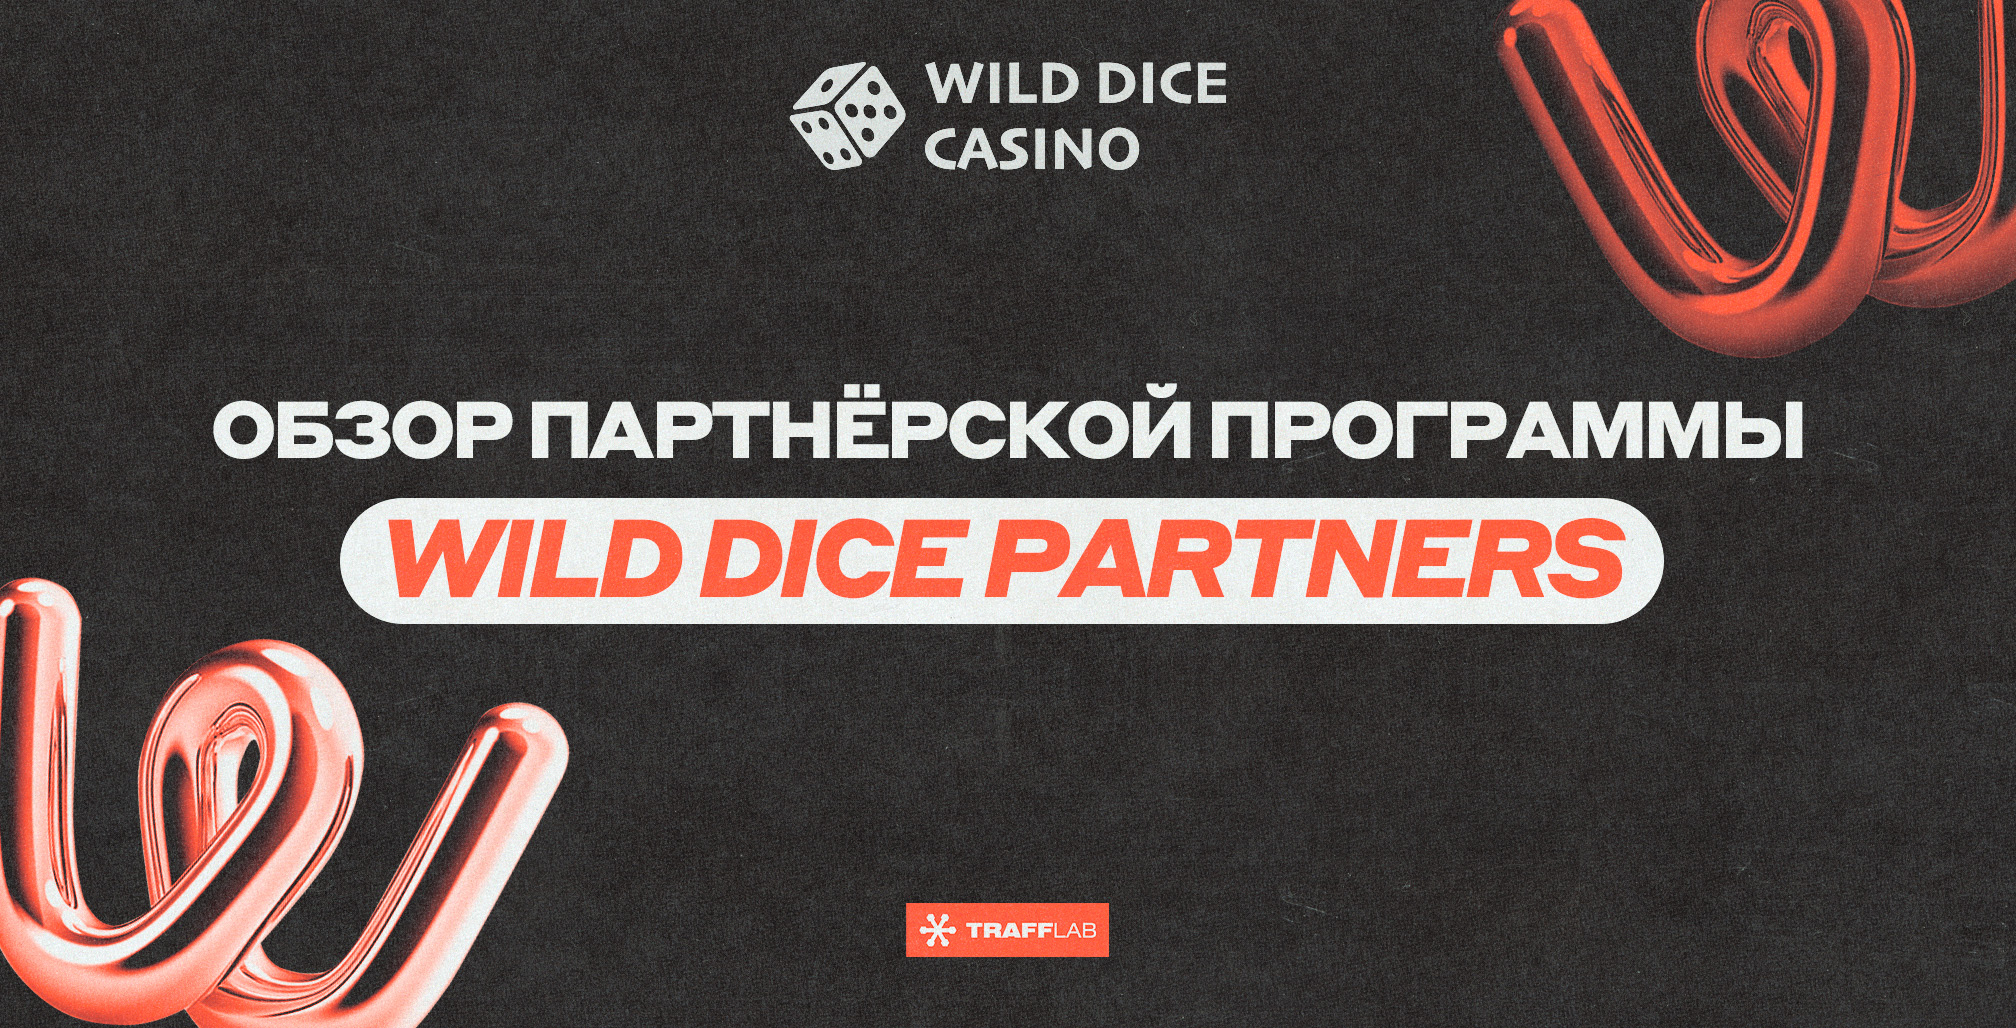 WILD DICE
CASINO
ОБЗОР ПАРТНЁРСКОЙ ПРОГРАММЫ
WILD DICE PARTNERS
TRAFFLAB